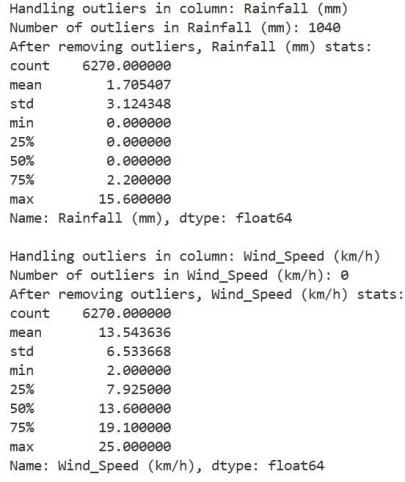 Handling outliers in column: Rainfall (mm)
Number of outliers in Rainfall (mm): 1040
After removing outliers, Rainfall (mm) stats:
count    6270.000000
mean        1.705407
std         3.124348
min         0.000000
25%         0.000000
50%         0.000000
75%         2.200000
max        15.600000
Name: Rainfall (mm), dtype: float64

Handling outliers in column: Wind_Speed (km/h)
Number of outliers in Wind_Speed (km/h): 0
After removing outliers, Wind_Speed (km/h) stats:
count    6270.000000
mean       13.543636
std         6.533668
min         2.000000
25%         7.925000
50%        13.600000
75%        19.100000
max        25.000000
Name: Wind_Speed (km/h), dtype: float64